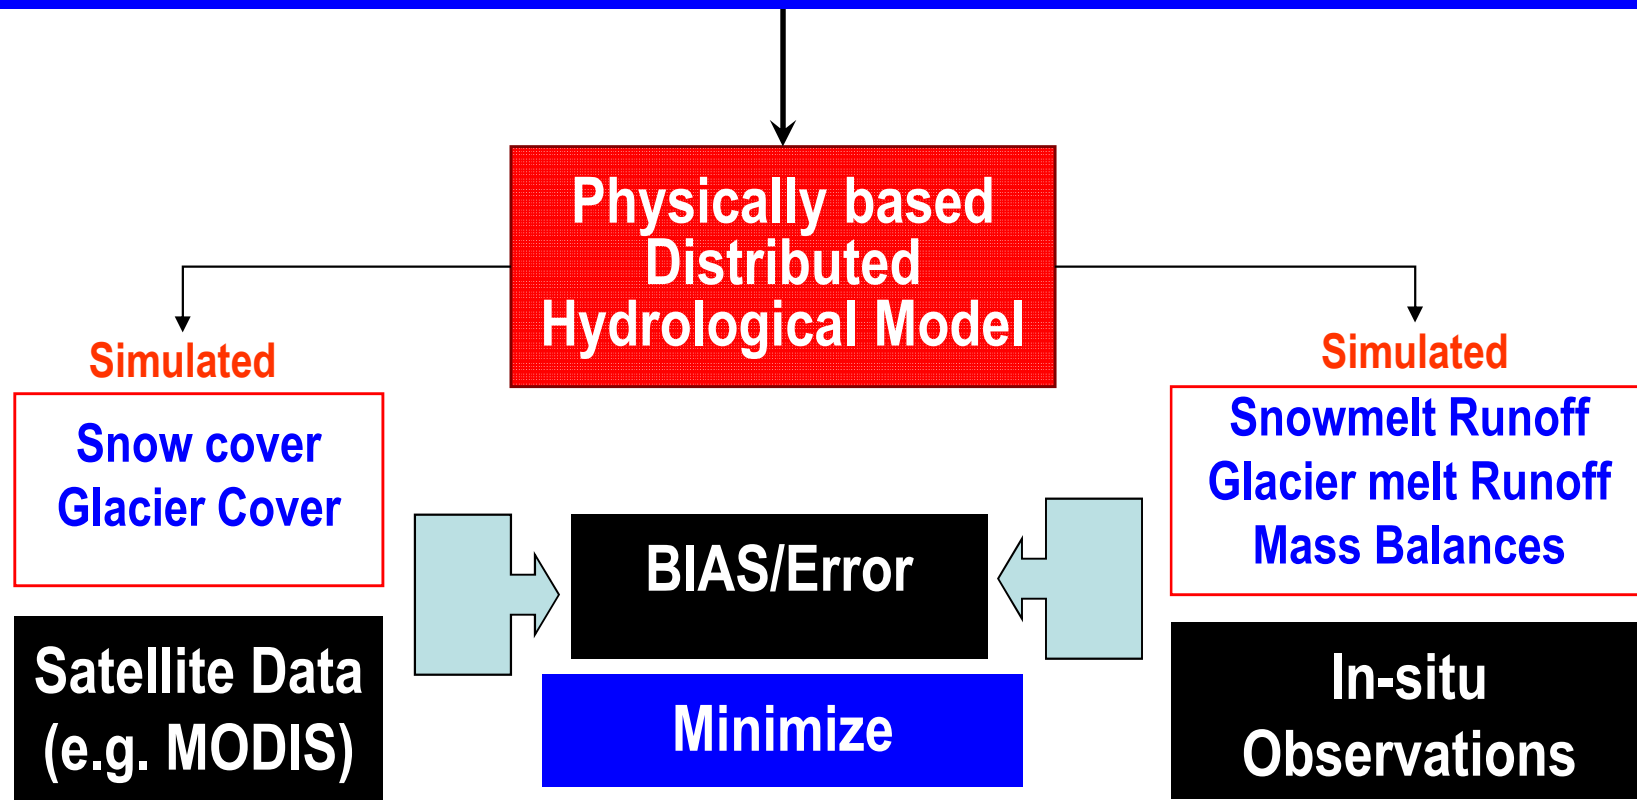 Physically based
Distributed
Hydrological Model
Simulated
Snow cover
Glacier Cover
Satellite Data
(e.g. MODIS)
BIAS/Error
Minimize
Simulated
Snowmelt Runoff
Glacier melt Runoff
Mass Balances
In-situ
Observations